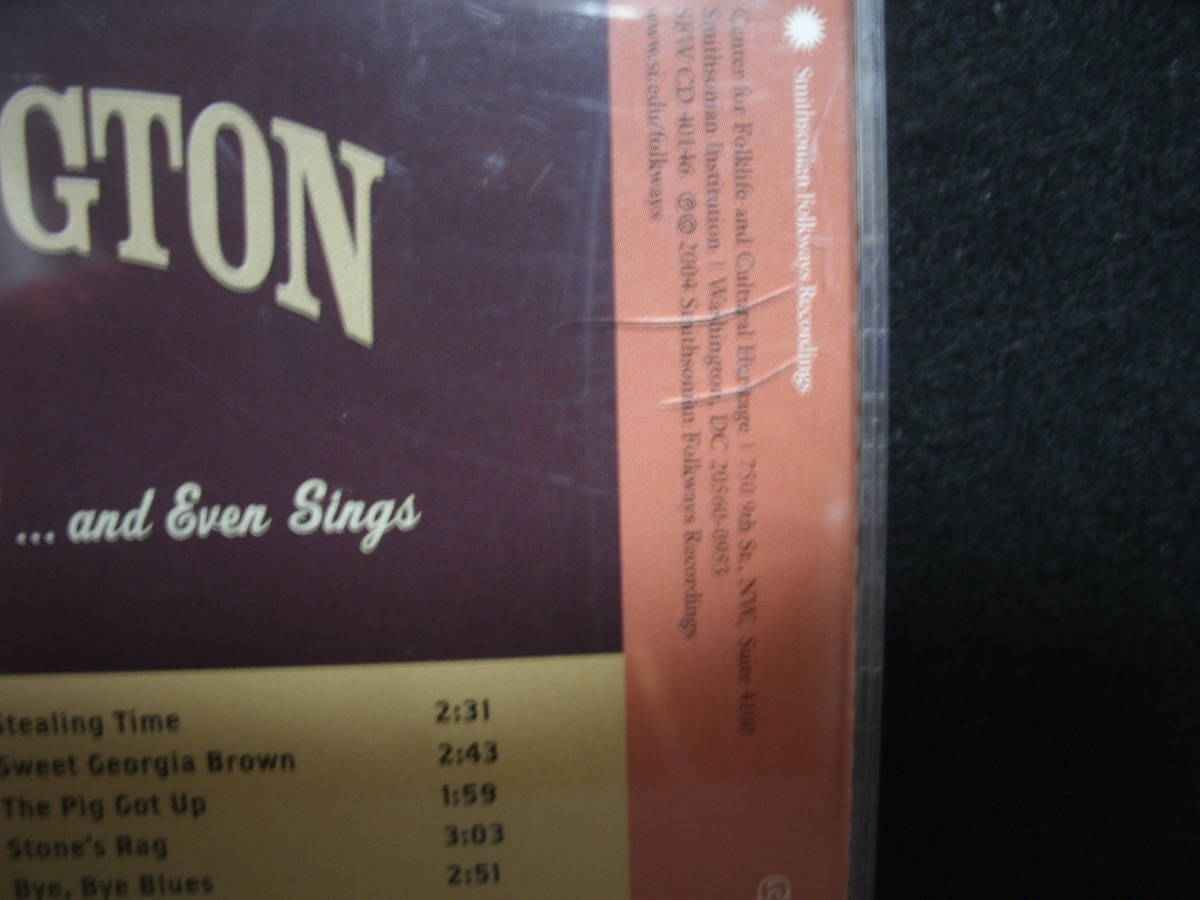 GTON
... and Even Sings
Stealing Time 2:31
Sweet Georgia Brown 2:43
The Pig Got Up 1:59
Stone's Rag 3:03
Bye, Bye Blues 2:51
Smithsonian Folkways Recordings
Center for Folklife and Cultural Heritage | 750 9th St., NW, Suite 4100
Smithsonian Institution | Washington, DC 20560-0953
SFW CD 40146 ℗© 2004 Smithsonian Folkways Recordings
www.si.edu/folkways